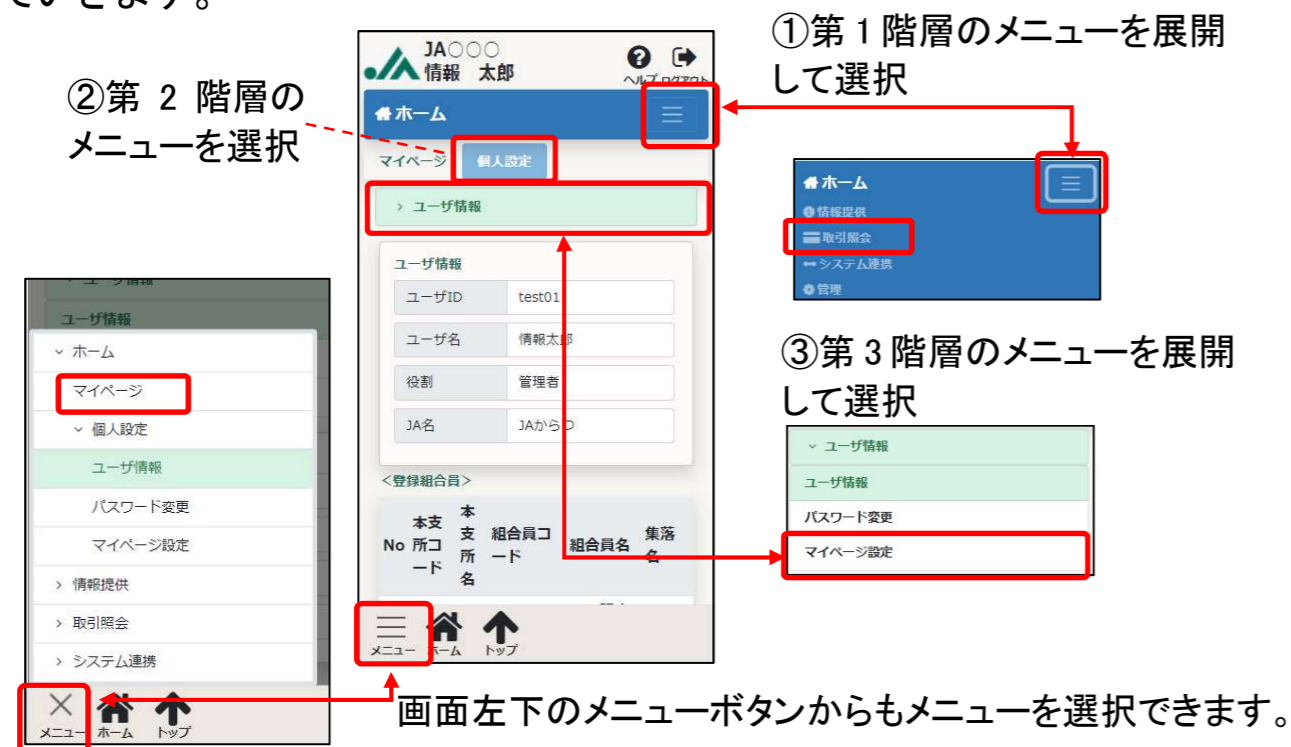 ていきます。
①第1階層のメニューを展開
して選択
②第 2 階層の
メニューを選択
JA○○○
情報 太郎
ヘルプ ログアウト
ホーム
マイページ
個人設定
> ユーザ情報
ユーザ情報
ユーザID
test01
ユーザ名
情報太郎
役割
管理者
JA名
JAからつ
<登録組合員>
No
本支
所コ
ード
本
支
所
名
組合員コ
ード
組合員名
集落
名
メニュー ホーム トップ
ホーム
情報提供
取引照会
システム連携
管理
③第3階層のメニューを展開
して選択
ユーザ情報
ユーザ情報
パスワード変更
マイページ設定
ユーザ情報
ユーザ情報
ホーム
マイページ
個人設定
ユーザ情報
パスワード変更
マイページ設定
> 情報提供
> 取引照会
> システム連携
メニュー ホーム トップ
画面左下のメニューボタンからもメニューを選択できます。